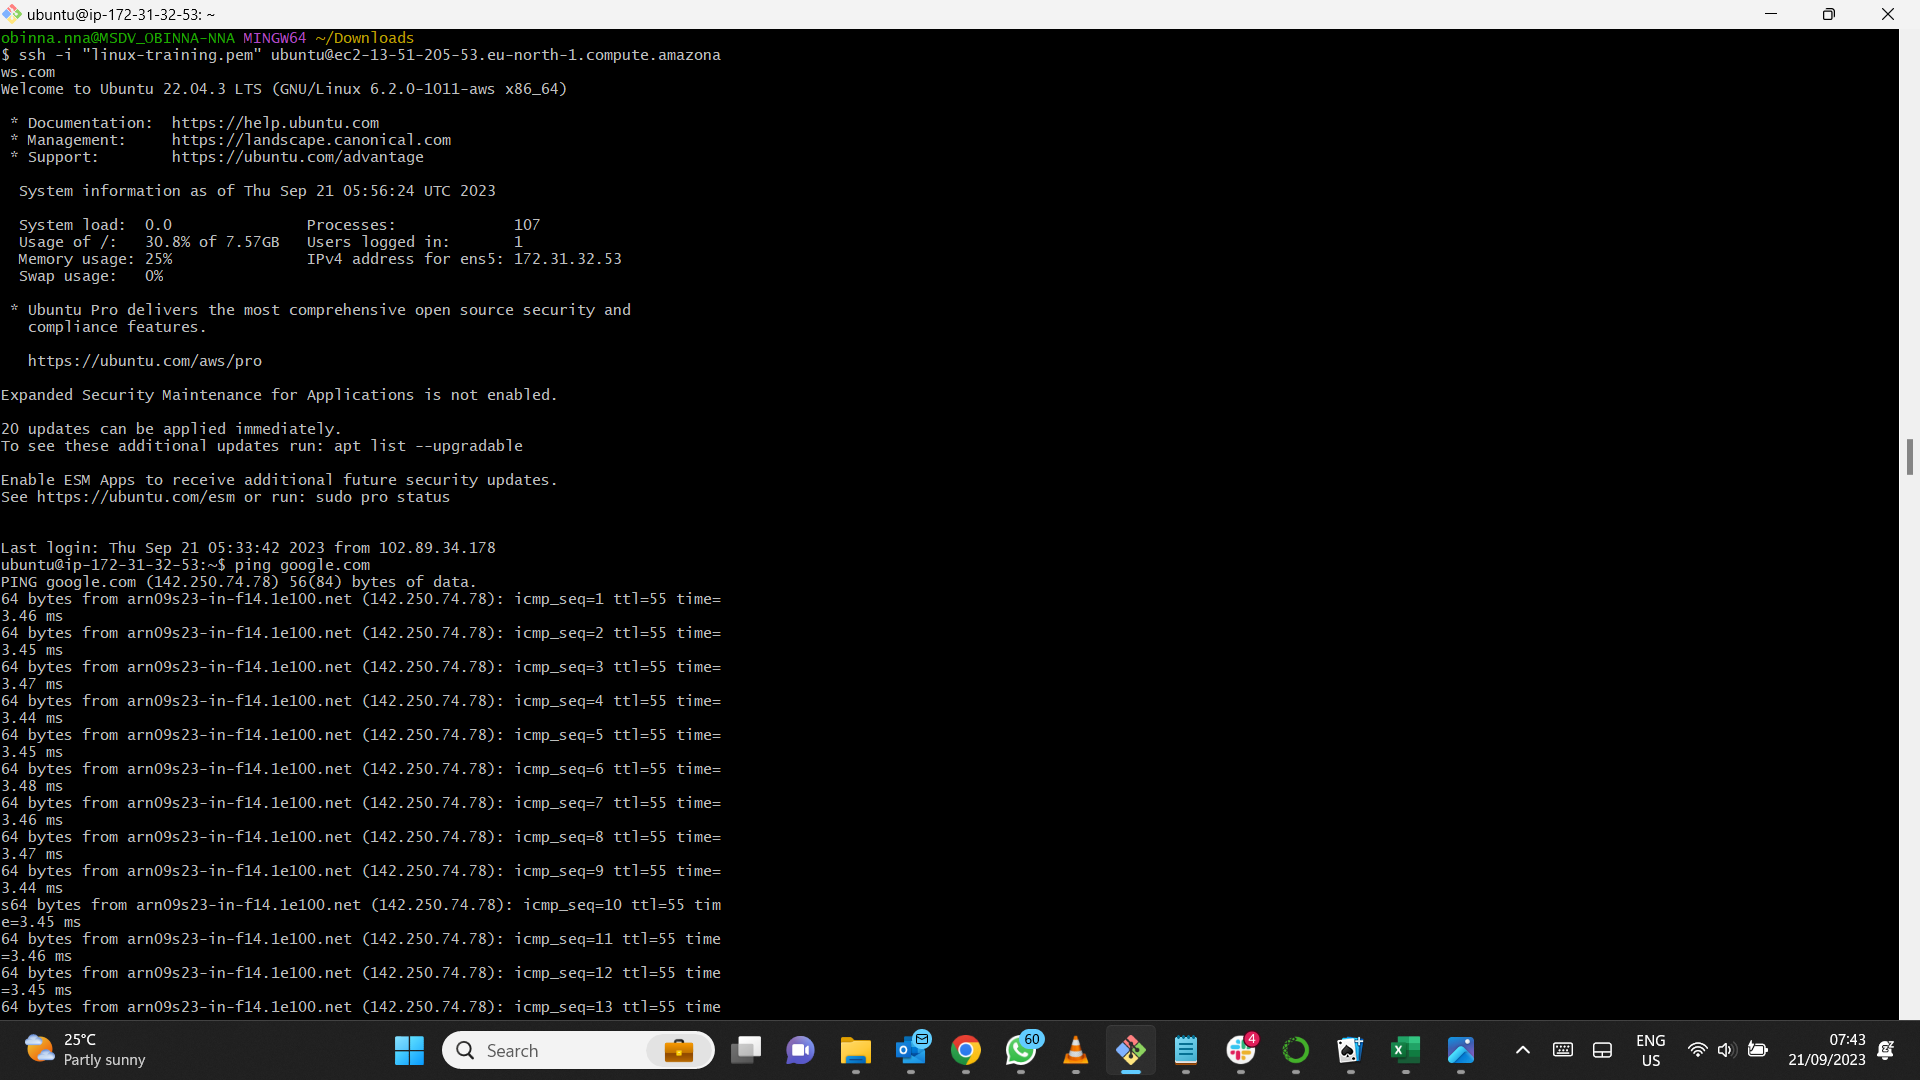 ubuntu@ip-172-31-32-53: ~
obinna.nna@MSDV_OBINNA-NNA MINGW64 ~/Downloads
$ ssh -i "linux-training.pem" ubuntu@ec2-13-51-205-53.eu-north-1.compute.amazona
ws.com
Welcome to Ubuntu 22.04.3 LTS (GNU/Linux 6.2.0-1011-aws x86_64)
* Documentation:  https://help.ubuntu.com
* Management:     https://landscape.canonical.com
* Support:        https://ubuntu.com/advantage
System information as of Thu Sep 21 05:56:24 UTC 2023
System load:  0.0               Processes:             107
Usage of /:   30.8% of 7.57GB   Users logged in:       1
Memory usage: 25%               IPv4 address for ens5: 172.31.32.53
Swap usage:   0%
* Ubuntu Pro delivers the most comprehensive open source security and
compliance features.
https://ubuntu.com/aws/pro
Expanded Security Maintenance for Applications is not enabled.
20 updates can be applied immediately.
To see these additional updates run: apt list --upgradable
Enable ESM Apps to receive additional future security updates.
See https://ubuntu.com/esm or run: sudo pro status
Last login: Thu Sep 21 05:33:42 2023 from 102.89.34.178
ubuntu@ip-172-31-32-53:~$ ping google.com
PING google.com (142.250.74.78) 56(84) bytes of data.
64 bytes from arn09s23-in-f14.1e100.net (142.250.74.78): icmp_seq=1 ttl=55 time=
3.46 ms
64 bytes from arn09s23-in-f14.1e100.net (142.250.74.78): icmp_seq=2 ttl=55 time=
3.45 ms
64 bytes from arn09s23-in-f14.1e100.net (142.250.74.78): icmp_seq=3 ttl=55 time=
3.47 ms
64 bytes from arn09s23-in-f14.1e100.net (142.250.74.78): icmp_seq=4 ttl=55 time=
3.44 ms
64 bytes from arn09s23-in-f14.1e100.net (142.250.74.78): icmp_seq=5 ttl=55 time=
3.45 ms
64 bytes from arn09s23-in-f14.1e100.net (142.250.74.78): icmp_seq=6 ttl=55 time=
3.48 ms
64 bytes from arn09s23-in-f14.1e100.net (142.250.74.78): icmp_seq=7 ttl=55 time=
3.46 ms
64 bytes from arn09s23-in-f14.1e100.net (142.250.74.78): icmp_seq=8 ttl=55 time=
3.47 ms
64 bytes from arn09s23-in-f14.1e100.net (142.250.74.78): icmp_seq=9 ttl=55 time=
3.44 ms
s64 bytes from arn09s23-in-f14.1e100.net (142.250.74.78): icmp_seq=10 ttl=55 tim
e=3.45 ms
64 bytes from arn09s23-in-f14.1e100.net (142.250.74.78): icmp_seq=11 ttl=55 time
=3.46 ms
64 bytes from arn09s23-in-f14.1e100.net (142.250.74.78): icmp_seq=12 ttl=55 time
=3.45 ms
64 bytes from arn09s23-in-f14.1e100.net (142.250.74.78): icmp_seq=13 ttl=55 time
25°C
Partly sunny
Search
60
4
ENG
US
07:43
21/09/2023